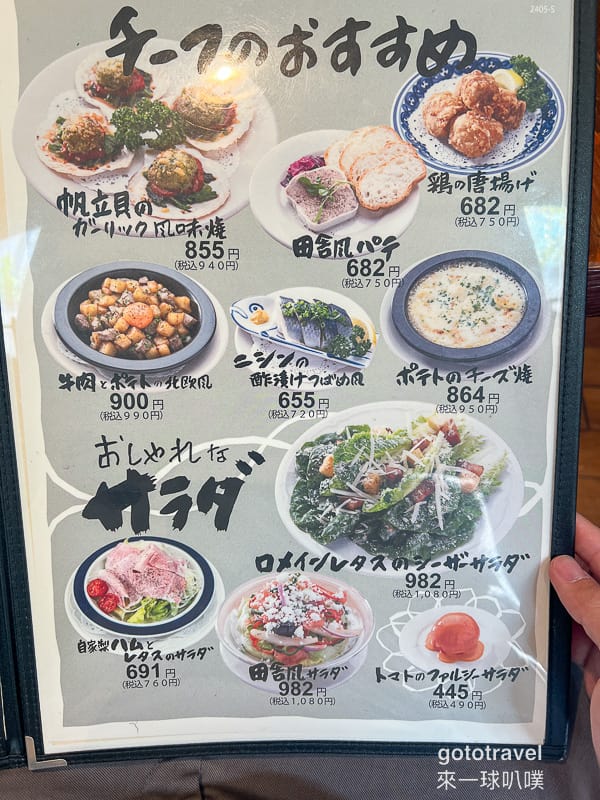 2405-S
チーフのおすすめ
帆立貝の
ガーリック風味焼
855円
(税込940円)
田舎風パテ
682円
(税込750円)
鶏の唐揚げ
682円
(税込750円)
牛肉とポテトの北欧風
900円
(税込990円)
ニシンの
酢漬けつばめ風
655円
(税込720円)
ポテトのチーズ焼
864円
(税込950円)
おしゃれな
サラダ
ロメインレタスのシーザーサラダ
982円
(税込1,080円)
自家製ハムと
レタスのサラダ
691円
(税込760円)
田舎風サラダ
982円
(税込1,080円)
トマトのファルシーサラダ
445円
(税込490円)
gototravel
來一球叭噗